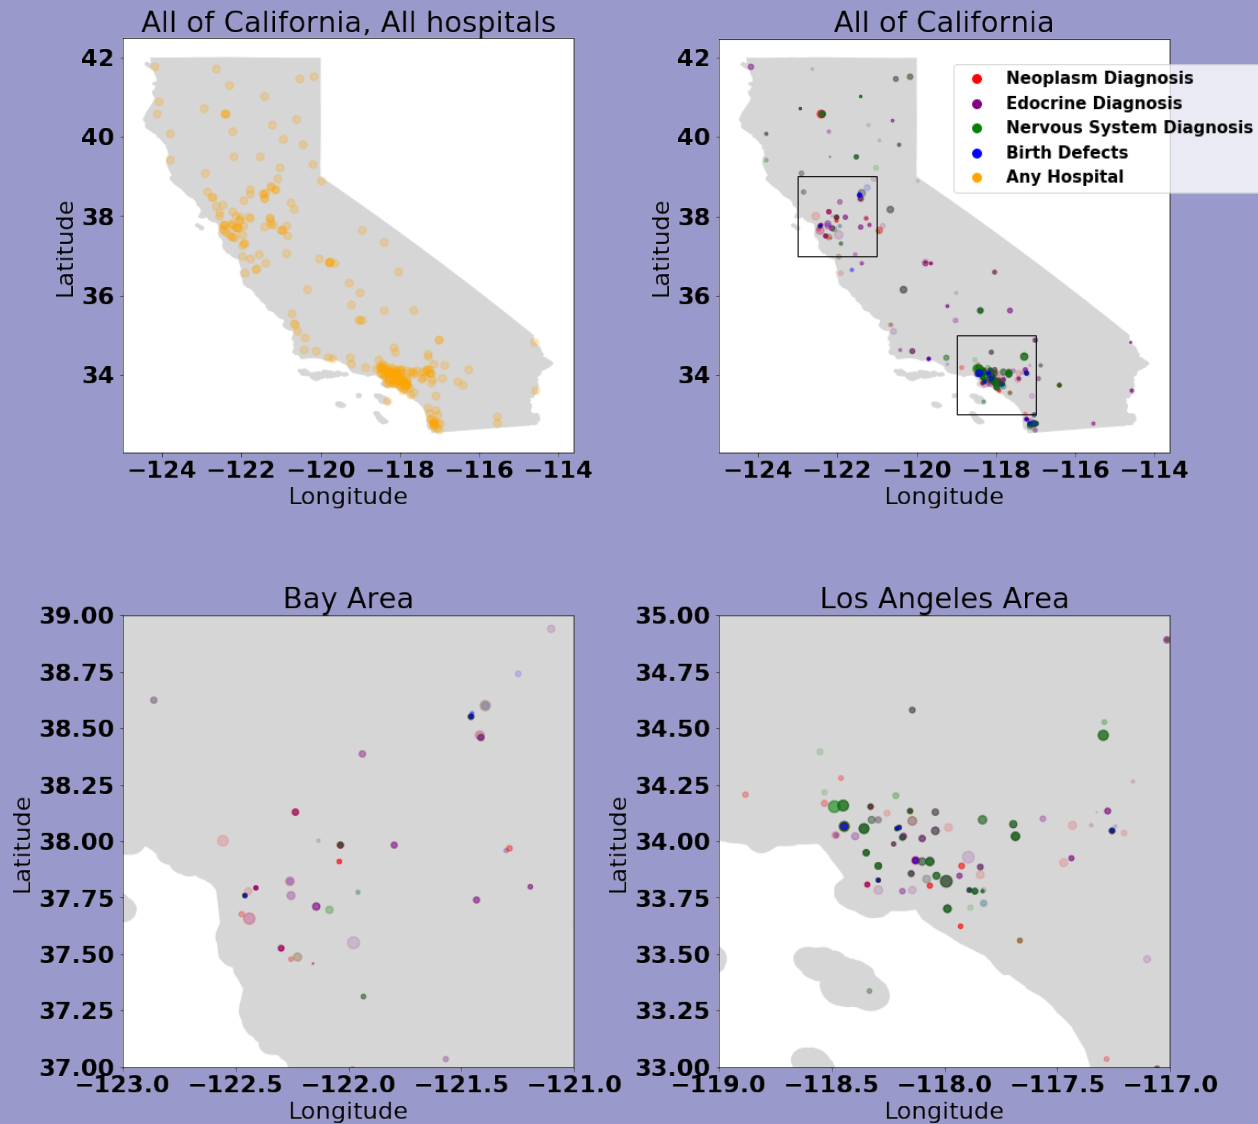 All of California, All hospitals
42
40
38
36
34
Latitude
−124 −122 −120 −118 −116 −114
Longitude
All of California
42
40
38
36
34
Latitude
−124 −122 −120 −118 −116 −114
Longitude
Neoplasm Diagnosis
Edocrine Diagnosis
Nervous System Diagnosis
Birth Defects
Any Hospital
Bay Area
39.00
38.75
38.50
38.25
38.00
37.75
37.50
37.25
37.00
Latitude
−123.0 −122.5 −122.0 −121.5 −121.0
Longitude
Los Angeles Area
35.00
34.75
34.50
34.25
34.00
33.75
33.50
33.25
33.00
Latitude
−119.0 −118.5 −118.0 −117.5 −117.0
Longitude